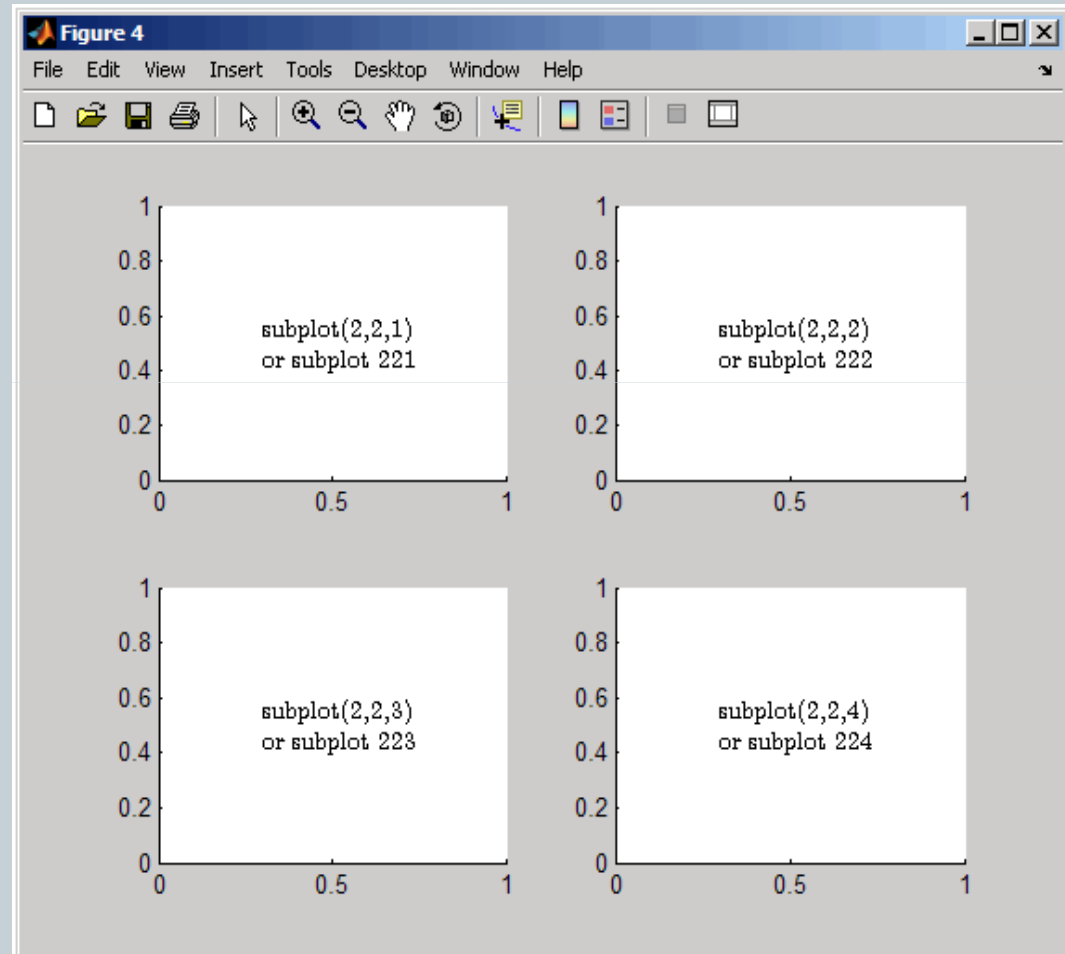 Figure 4
File Edit View Insert Tools Desktop Window Help
1
0.8
0.6
0.4
0.2
0
0 0.5 1
subplot(2,2,1)
or subplot 221
1
0.8
0.6
0.4
0.2
0
0 0.5 1
subplot(2,2,2)
or subplot 222
1
0.8
0.6
0.4
0.2
0
0 0.5 1
subplot(2,2,3)
or subplot 223
1
0.8
0.6
0.4
0.2
0
0 0.5 1
subplot(2,2,4)
or subplot 224